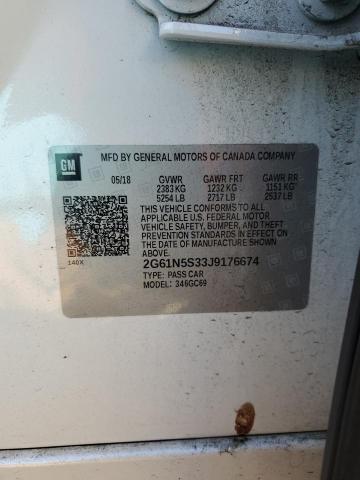 GM
MFD BY GENERAL MOTORS OF CANADA COMPANY
05/18 GVWR GAWR FRT GAWR RR
2383 KG 1232 KG 1151 KG
5254 LB 2717 LB 2537 LB
THIS VEHICLE CONFORMS TO ALL
APPLICABLE U.S. FEDERAL MOTOR
VEHICLE SAFETY, BUMPER, AND THEFT
PREVENTION STANDARDS IN EFFECT ON
THE DATE OF MANUFACTURE SHOWN
ABOVE.
140X
2G61N5S33J9176674
TYPE: PASS CAR
MODEL: 346GC69